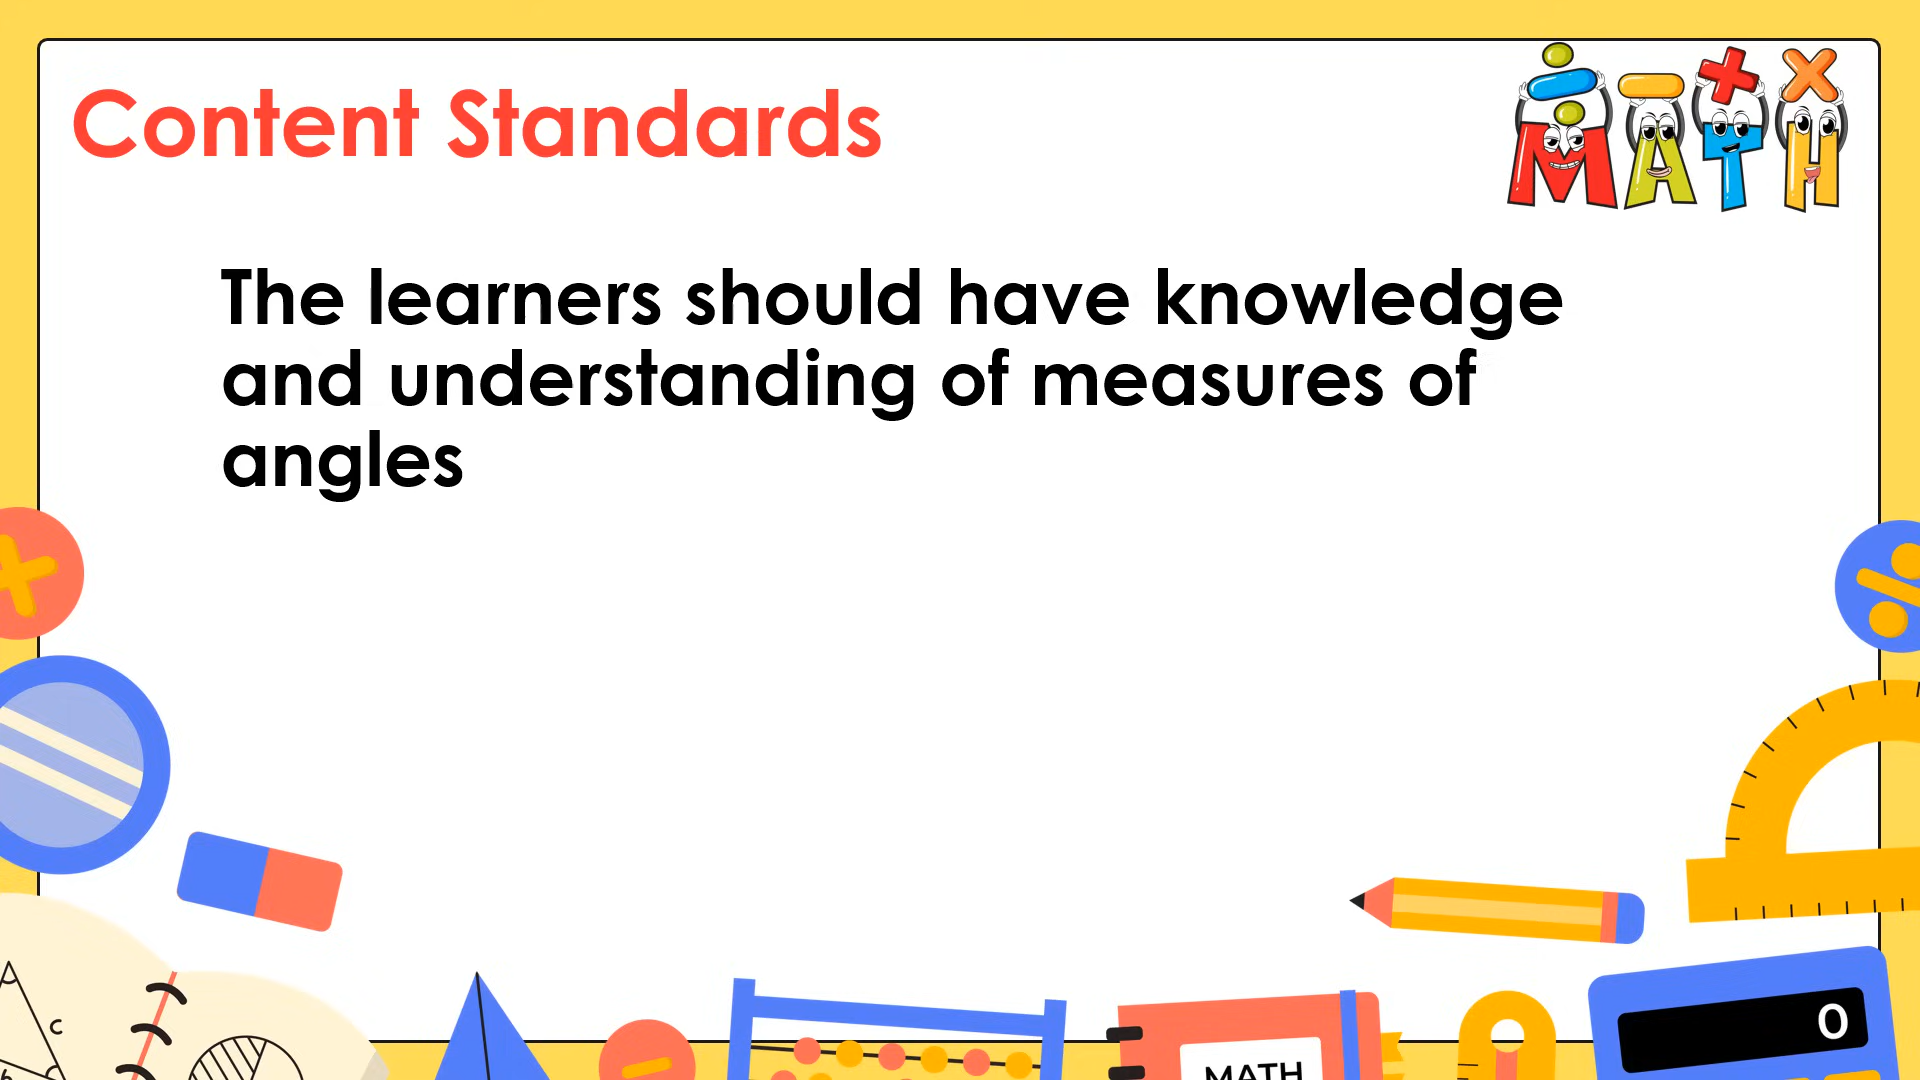 Content Standards
MATH
The learners should have knowledge
and understanding of measures of
angles
c
b
MATH
0